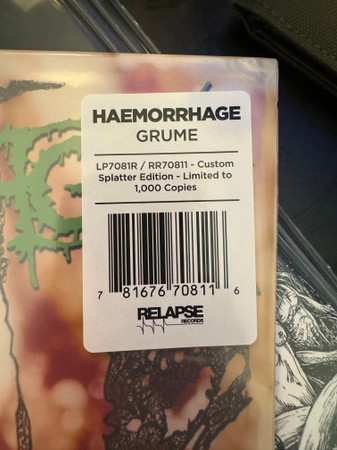 HAEMORRHAGE
GRUME
LP7081R / RR70811 - Custom
Splatter Edition - Limited to
1,000 Copies
7 81676 70811 6
RELAPSE
RECORDS